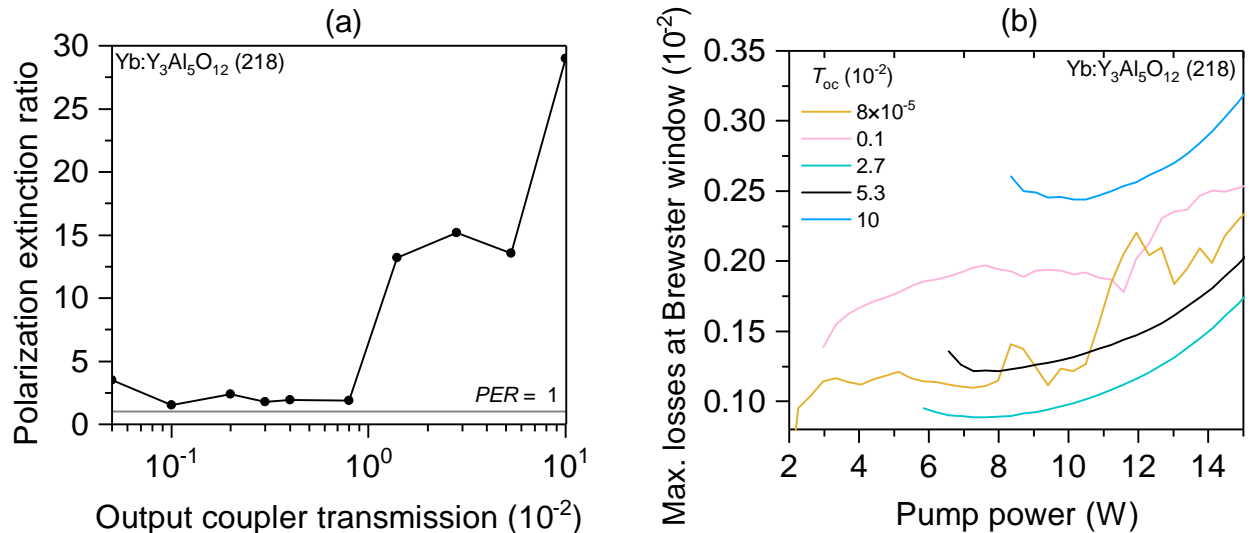 (a)
Yb:Y₃Al₅O₁₂ (218)
Polarization extinction ratio
30
25
20
15
10
5
0
PER = 1
10⁻¹
10⁰
10¹
Output coupler transmission (10⁻²)
(b)
Yb:Y₃Al₅O₁₂ (218)
Max. losses at Brewster window (10⁻²)
0.35
0.30
0.25
0.20
0.15
0.10
T_oc (10⁻²)
8×10⁻⁵
0.1
2.7
5.3
10
2 4 6 8 10 12 14
Pump power (W)